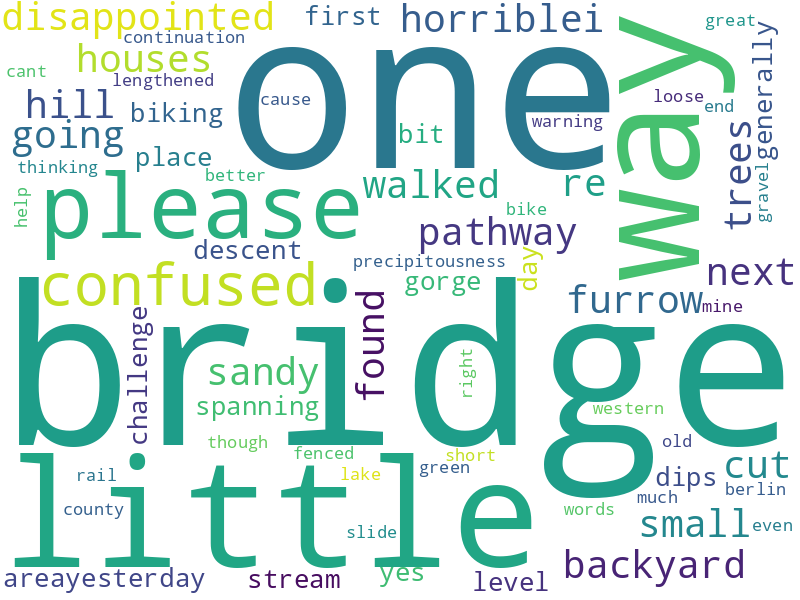 disappointed
first
horriblei
great
continuation
houses
one
way
generally
cant
lengthened
cause
loose
end
hill
biking
warning
going
bit
trees
place
thinking
better
please
walked
re
gravel
help
bike
pathway
descent
precipitousness
day
next
confused
gorge
furrow
mine
found
challenge
bridge
sandy
right
spanning
western
though
fenced
short
old
little
rail
lake
green
dips
cut
berlin
much
county
words
slide
small
even
areayesterday
stream
yes
level
backyard